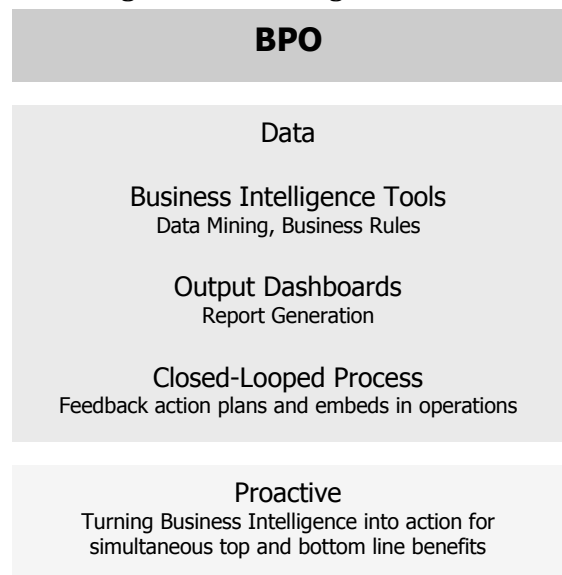 BPO
Data
Business Intelligence Tools
Data Mining, Business Rules
Output Dashboards
Report Generation
Closed-Looped Process
Feedback action plans and embeds in operations
Proactive
Turning Business Intelligence into action for
simultaneous top and bottom line benefits